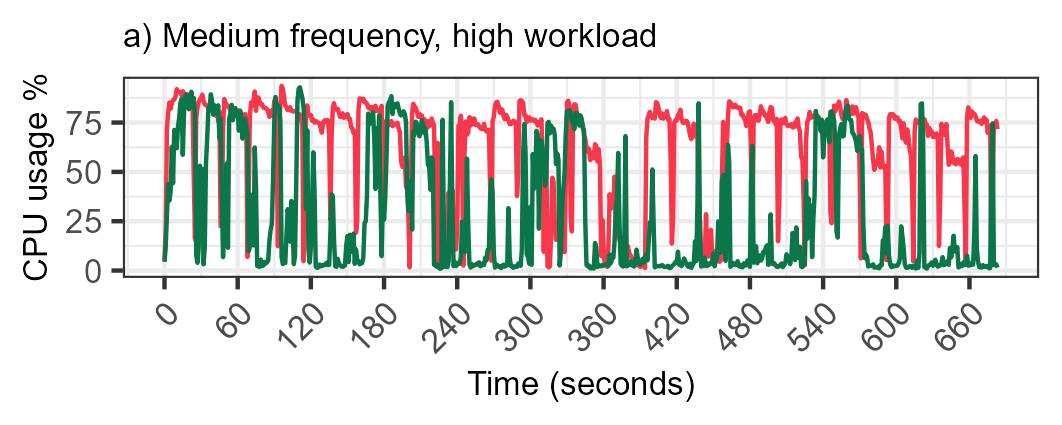 a) Medium frequency, high workload
CPU usage %
75
50
25
0
0 60 120 180 240 300 360 420 480 540 600 660
Time (seconds)